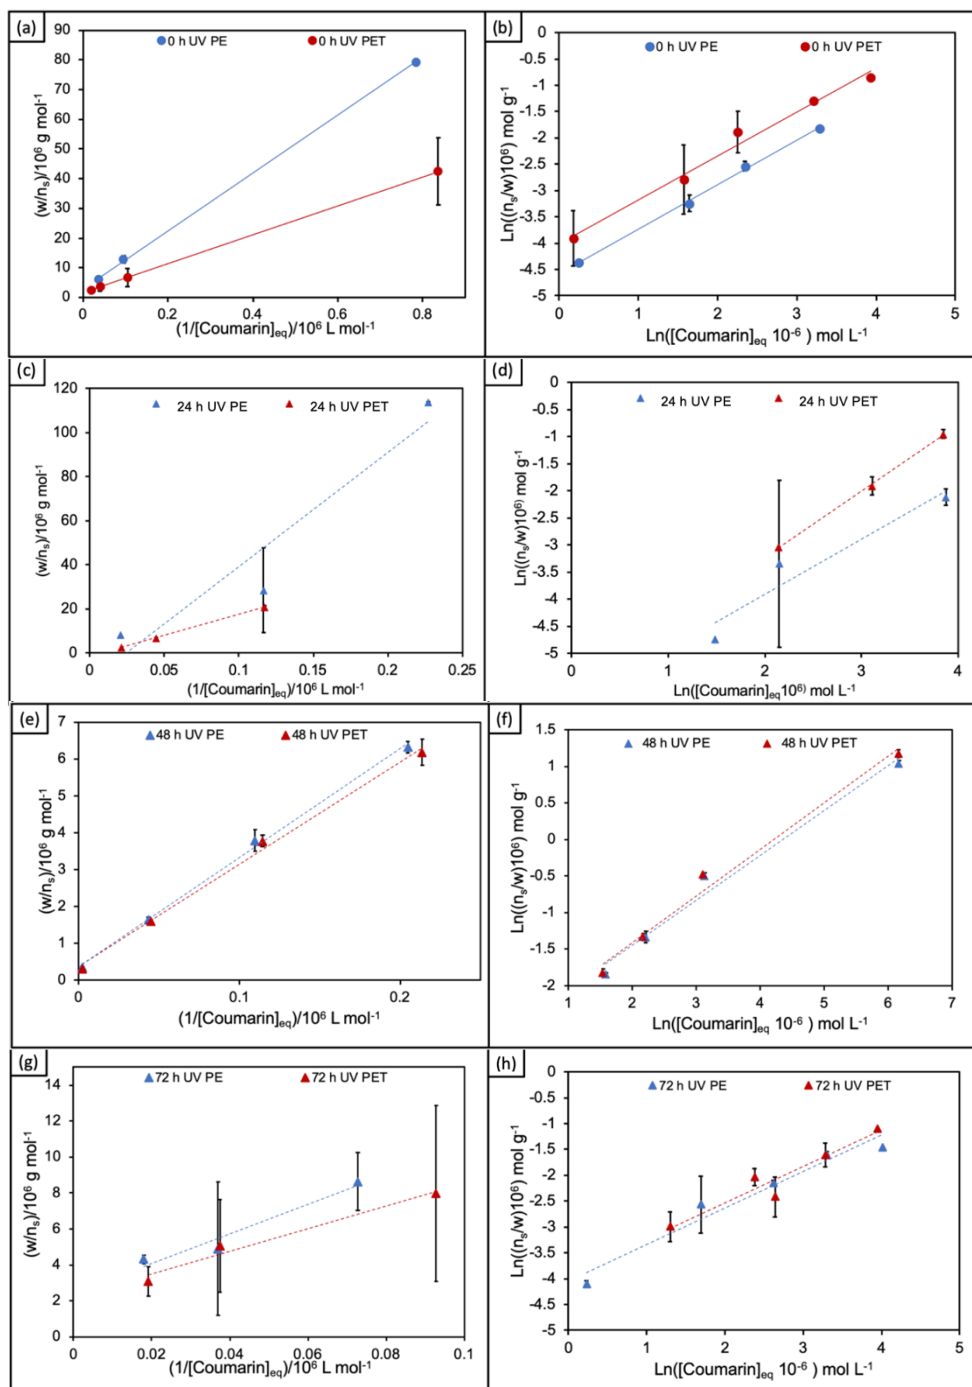 (a)
0 h UV PE 0 h UV PET
90
80
70
60
50
40
30
20
10
0
(w/nₛ)/10⁶ g mol⁻¹
0 0.2 0.4 0.6 0.8
(1/[Coumarin]eq)/10⁶ L mol⁻¹
(b)
0 h UV PE 0 h UV PET
0
-0.5
-1
-1.5
-2
-2.5
-3
-3.5
-4
-4.5
-5
Ln((nₛ/w)10⁶) mol g⁻¹
0 1 2 3 4 5
Ln([Coumarin]eq 10⁻⁶ ) mol L⁻¹
(c)
24 h UV PE 24 h UV PET
120
100
80
60
40
20
0
(w/nₛ)/10⁶ g mol⁻¹
0 0.05 0.1 0.15 0.2 0.25
(1/[Coumarin]eq)/10⁶ L mol⁻¹
(d)
24 h UV PE 24 h UV PET
0
-0.5
-1
-1.5
-2
-2.5
-3
-3.5
-4
-4.5
-5
Ln((nₛ/w)10⁶) mol g⁻¹
0 1 2 3 4
Ln([Coumarin]eq10⁶) mol L⁻¹
(e)
48 h UV PE 48 h UV PET
7
6
5
4
3
2
1
0
(w/nₛ)/10⁶ g mol⁻¹
0 0.1 0.2
(1/[Coumarin]eq)/10⁶ L mol⁻¹
(f)
48 h UV PE 48 h UV PET
1.5
1
0.5
0
-0.5
-1
-1.5
-2
Ln((nₛ/w)10⁶) mol g⁻¹
1 2 3 4 5 6 7
Ln([Coumarin]eq 10⁻⁶ ) mol L⁻¹
(g)
72 h UV PE 72 h UV PET
14
12
10
8
6
4
2
0
(w/nₛ)/10⁶ g mol⁻¹
0 0.02 0.04 0.06 0.08 0.1
(1/[Coumarin]eq)/10⁶ L mol⁻¹
(h)
72 h UV PE 72 h UV PET
0
-0.5
-1
-1.5
-2
-2.5
-3
-3.5
-4
-4.5
-5
Ln((nₛ/w)10⁶) mol g⁻¹
0 1 2 3 4 5
Ln([Coumarin]eq 10⁻⁶ ) mol L⁻¹